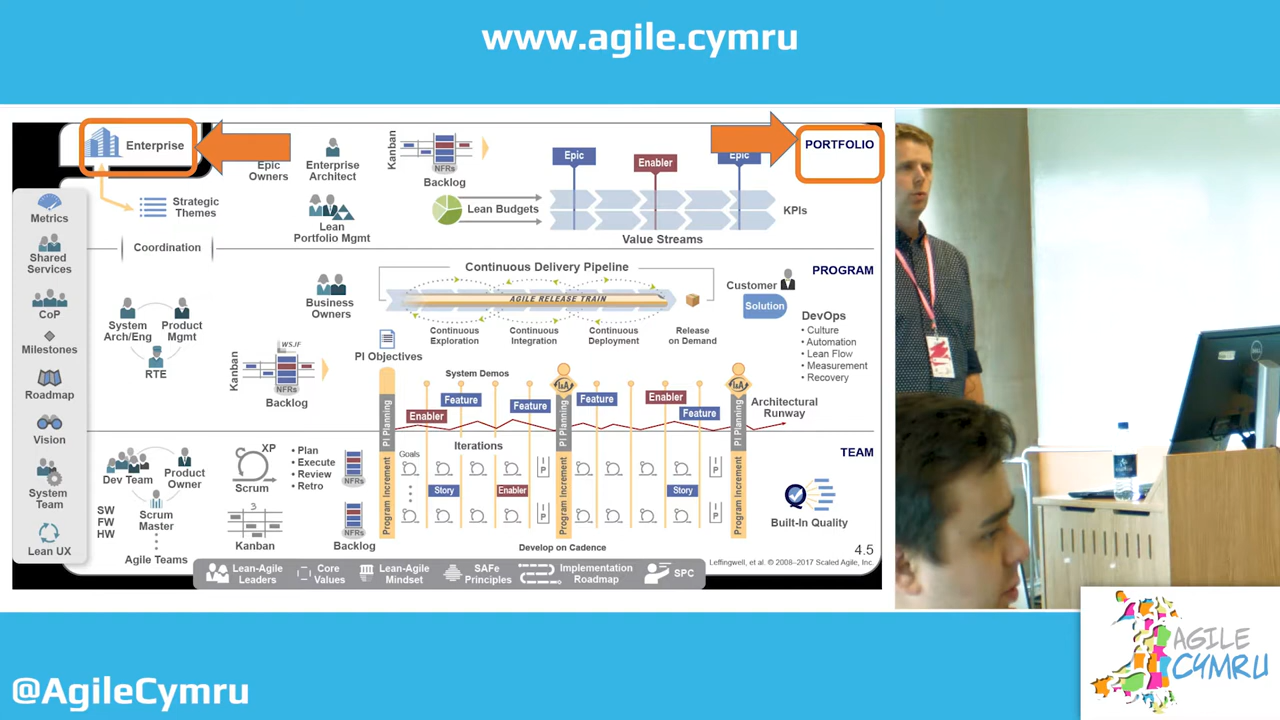 www.agile.cymru
Enterprise
Epic
Owners
Enterprise
Architect
Kanban
NFRs
Backlog
Epic
Enabler
Epic
PORTFOLIO
Strategic
Themes
Lean
Portfolio Mgmt
Lean Budgets
Value Streams
KPIs
Coordination
Metrics
Shared
Services
CoP
Milestones
Roadmap
Vision
System
Team
Lean UX
PROGRAM
Continuous Delivery Pipeline
AGILE RELEASE TRAIN
Continuous
Exploration
Continuous
Integration
Continuous
Deployment
Release
on Demand
Business
Owners
Customer
Solution
DevOps
• Culture
• Automation
• Lean Flow
• Measurement
• Recovery
System
Arch/Eng
Product
Mgmt
RTE
Kanban
WSJF
NFRs
Backlog
PI Objectives
System Demos
PI Planning
Enabler
Feature
Feature
I&A
PI Planning
Feature
Enabler
Feature
I&A
PI Planning
Architectural
Runway
TEAM
Dev Team
Product
Owner
Scrum
Master
SW
FW
HW
Agile Teams
XP
Scrum
• Plan
• Execute
• Review
• Retro
3
Kanban
NFRs
NFRs
Backlog
Iterations
Goals
Program Increment
Story
Enabler
I P
I P
Program Increment
Story
I P
I P
Program Increment
Develop on Cadence
Built-In Quality
4.5
Leffingwell, et al. © 2008–2017 Scaled Agile, Inc.
Lean-Agile
Leaders
Core
Values
Lean-Agile
Mindset
SAFe
Principles
Implementation
Roadmap
SPC
DELL
AGILE
CYMRU
@AgileCymru